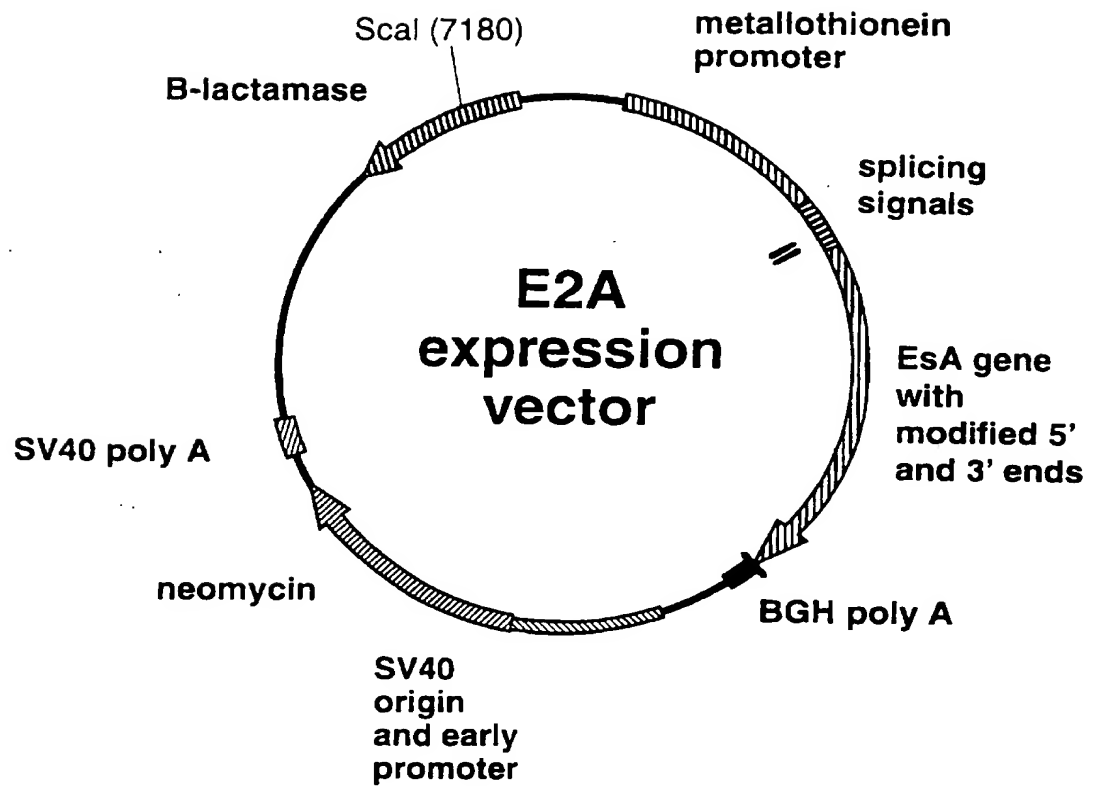 ScaI (7180)
metallothionein
promoter
B-lactamase
splicing
signals
E2A
expression
vector
EsA gene
with
modified 5'
and 3' ends
SV40 poly A
neomycin
BGH poly A
SV40
origin
and early
promoter